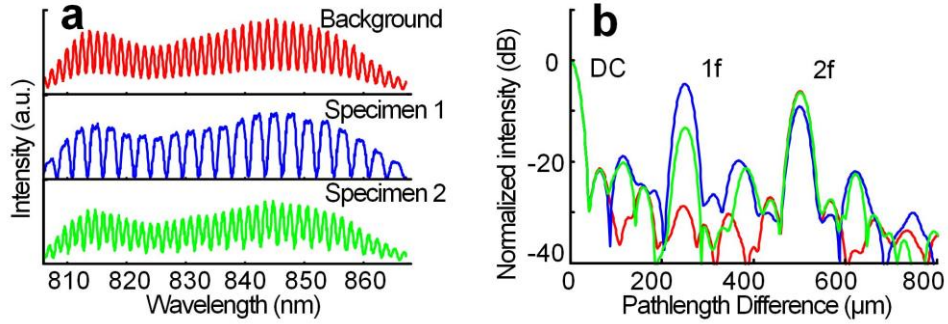 a
Background
Specimen 1
Specimen 2
Intensity (a.u.)
810 820 830 840 850 860
Wavelength (nm)
b
DC 1f 2f
0
-20
-40
Normalized intensity (dB)
0 200 400 600 800
Pathlength Difference (µm)